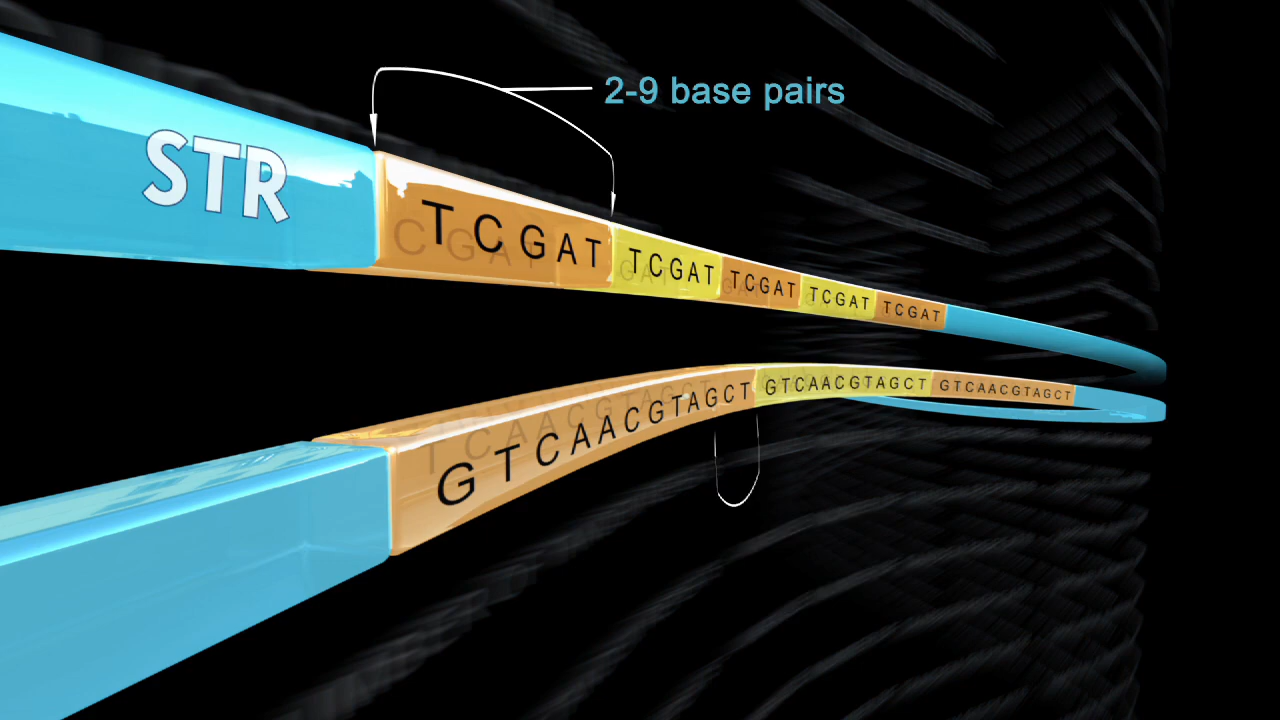 2-9 base pairs
STR
TCGAT TCGAT TCGAT TCGAT TCGAT
GTCAACGTAGCT GTCAACGTAGCT GTCAACGTAGCT